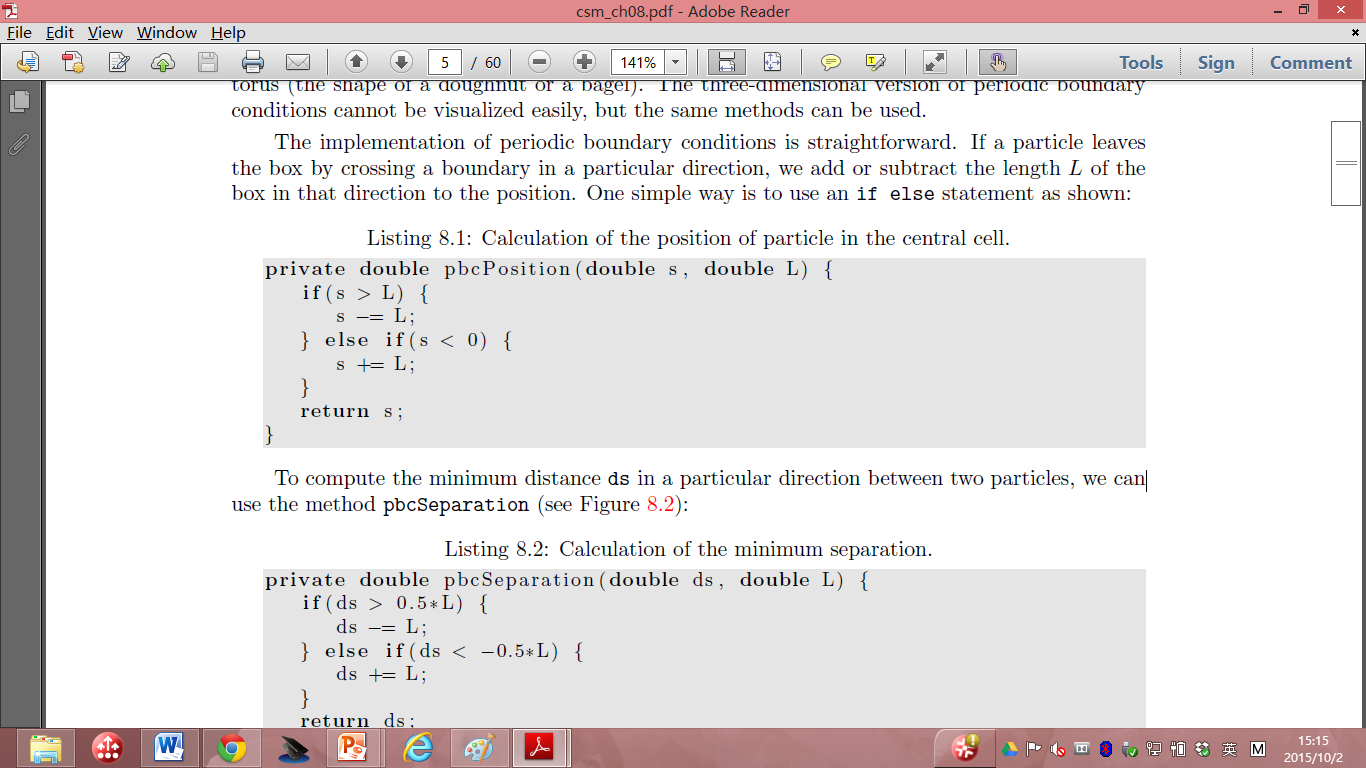 csm_ch08.pdf - Adobe Reader
File Edit View Window Help
5 / 60 141% Tools Sign Comment
torus (the shape of a doughnut or a bagel). The three-dimensional version of periodic boundary
conditions cannot be visualized easily, but the same methods can be used.
The implementation of periodic boundary conditions is straightforward. If a particle leaves
the box by crossing a boundary in a particular direction, we add or subtract the length L of the
box in that direction to the position. One simple way is to use an if else statement as shown:
Listing 8.1: Calculation of the position of particle in the central cell.
private double pbcPosition(double s, double L) {
if(s > L) {
s -= L;
} else if(s < 0) {
s += L;
}
return s;
}
To compute the minimum distance ds in a particular direction between two particles, we can
use the method pbcSeparation (see Figure 8.2):
Listing 8.2: Calculation of the minimum separation.
private double pbcSeparation(double ds, double L) {
if(ds > 0.5*L) {
ds -= L;
} else if(ds < -0.5*L) {
ds += L;
}
return ds;
英 M 15:15
2015/10/2